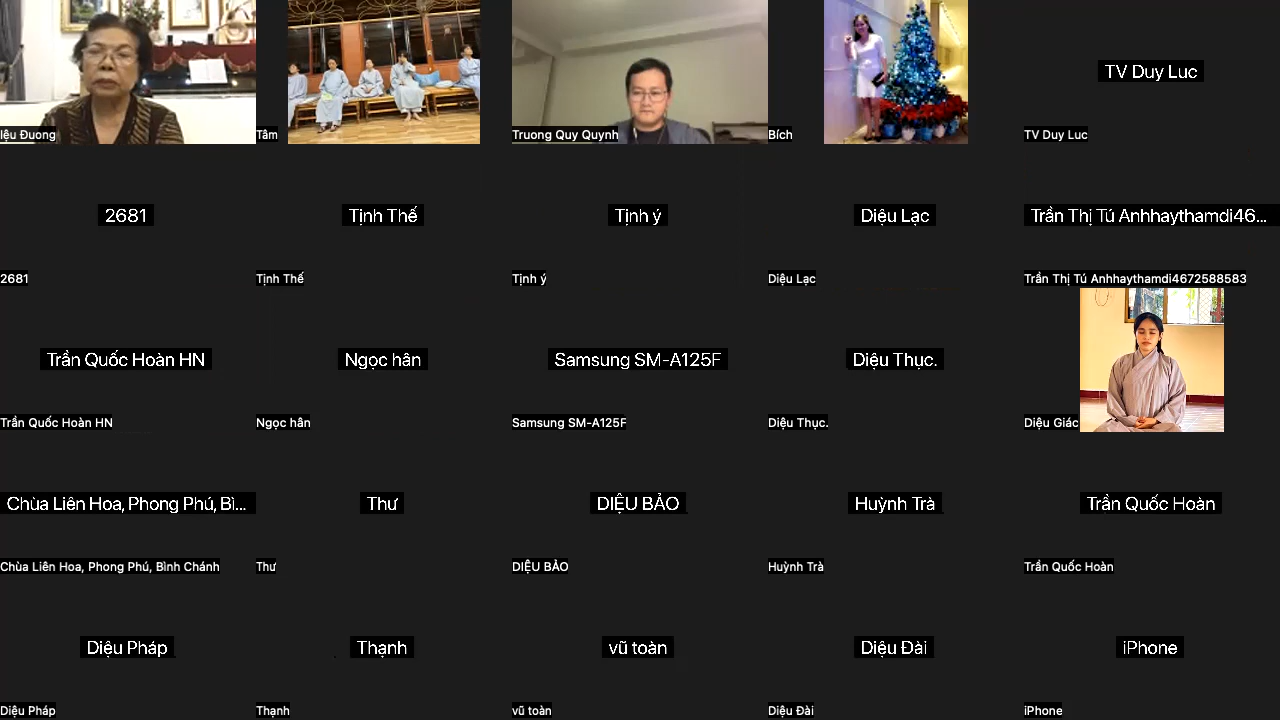 TV Duy Luc
lệu Đuong
Tâm
Truong Quy Quynh
Bích
TV Duy Luc
2681
Tịnh Thế
Tịnh ý
Diệu Lạc
Trần Thị Tú Anhhaythamdi46...
2681
Tịnh Thế
Tịnh ý
Diệu Lạc
Trần Thị Tú Anhhaythamdi4672588583
Trần Quốc Hoàn HN
Ngọc hân
Samsung SM-A125F
Diệu Thục.
Trần Quốc Hoàn HN
Ngọc hân
Samsung SM-A125F
Diệu Thục.
Diệu Giác
Chùa Liên Hoa, Phong Phú, Bì...
Thư
DIỆU BẢO
Huỳnh Trà
Trần Quốc Hoàn
Chùa Liên Hoa, Phong Phú, Bình Chánh
Thư
DIỆU BẢO
Huỳnh Trà
Trần Quốc Hoàn
Diệu Pháp
Thạnh
vũ toàn
Diệu Đài
iPhone
Diệu Pháp
Thạnh
vũ toàn
Diệu Đài
iPhone